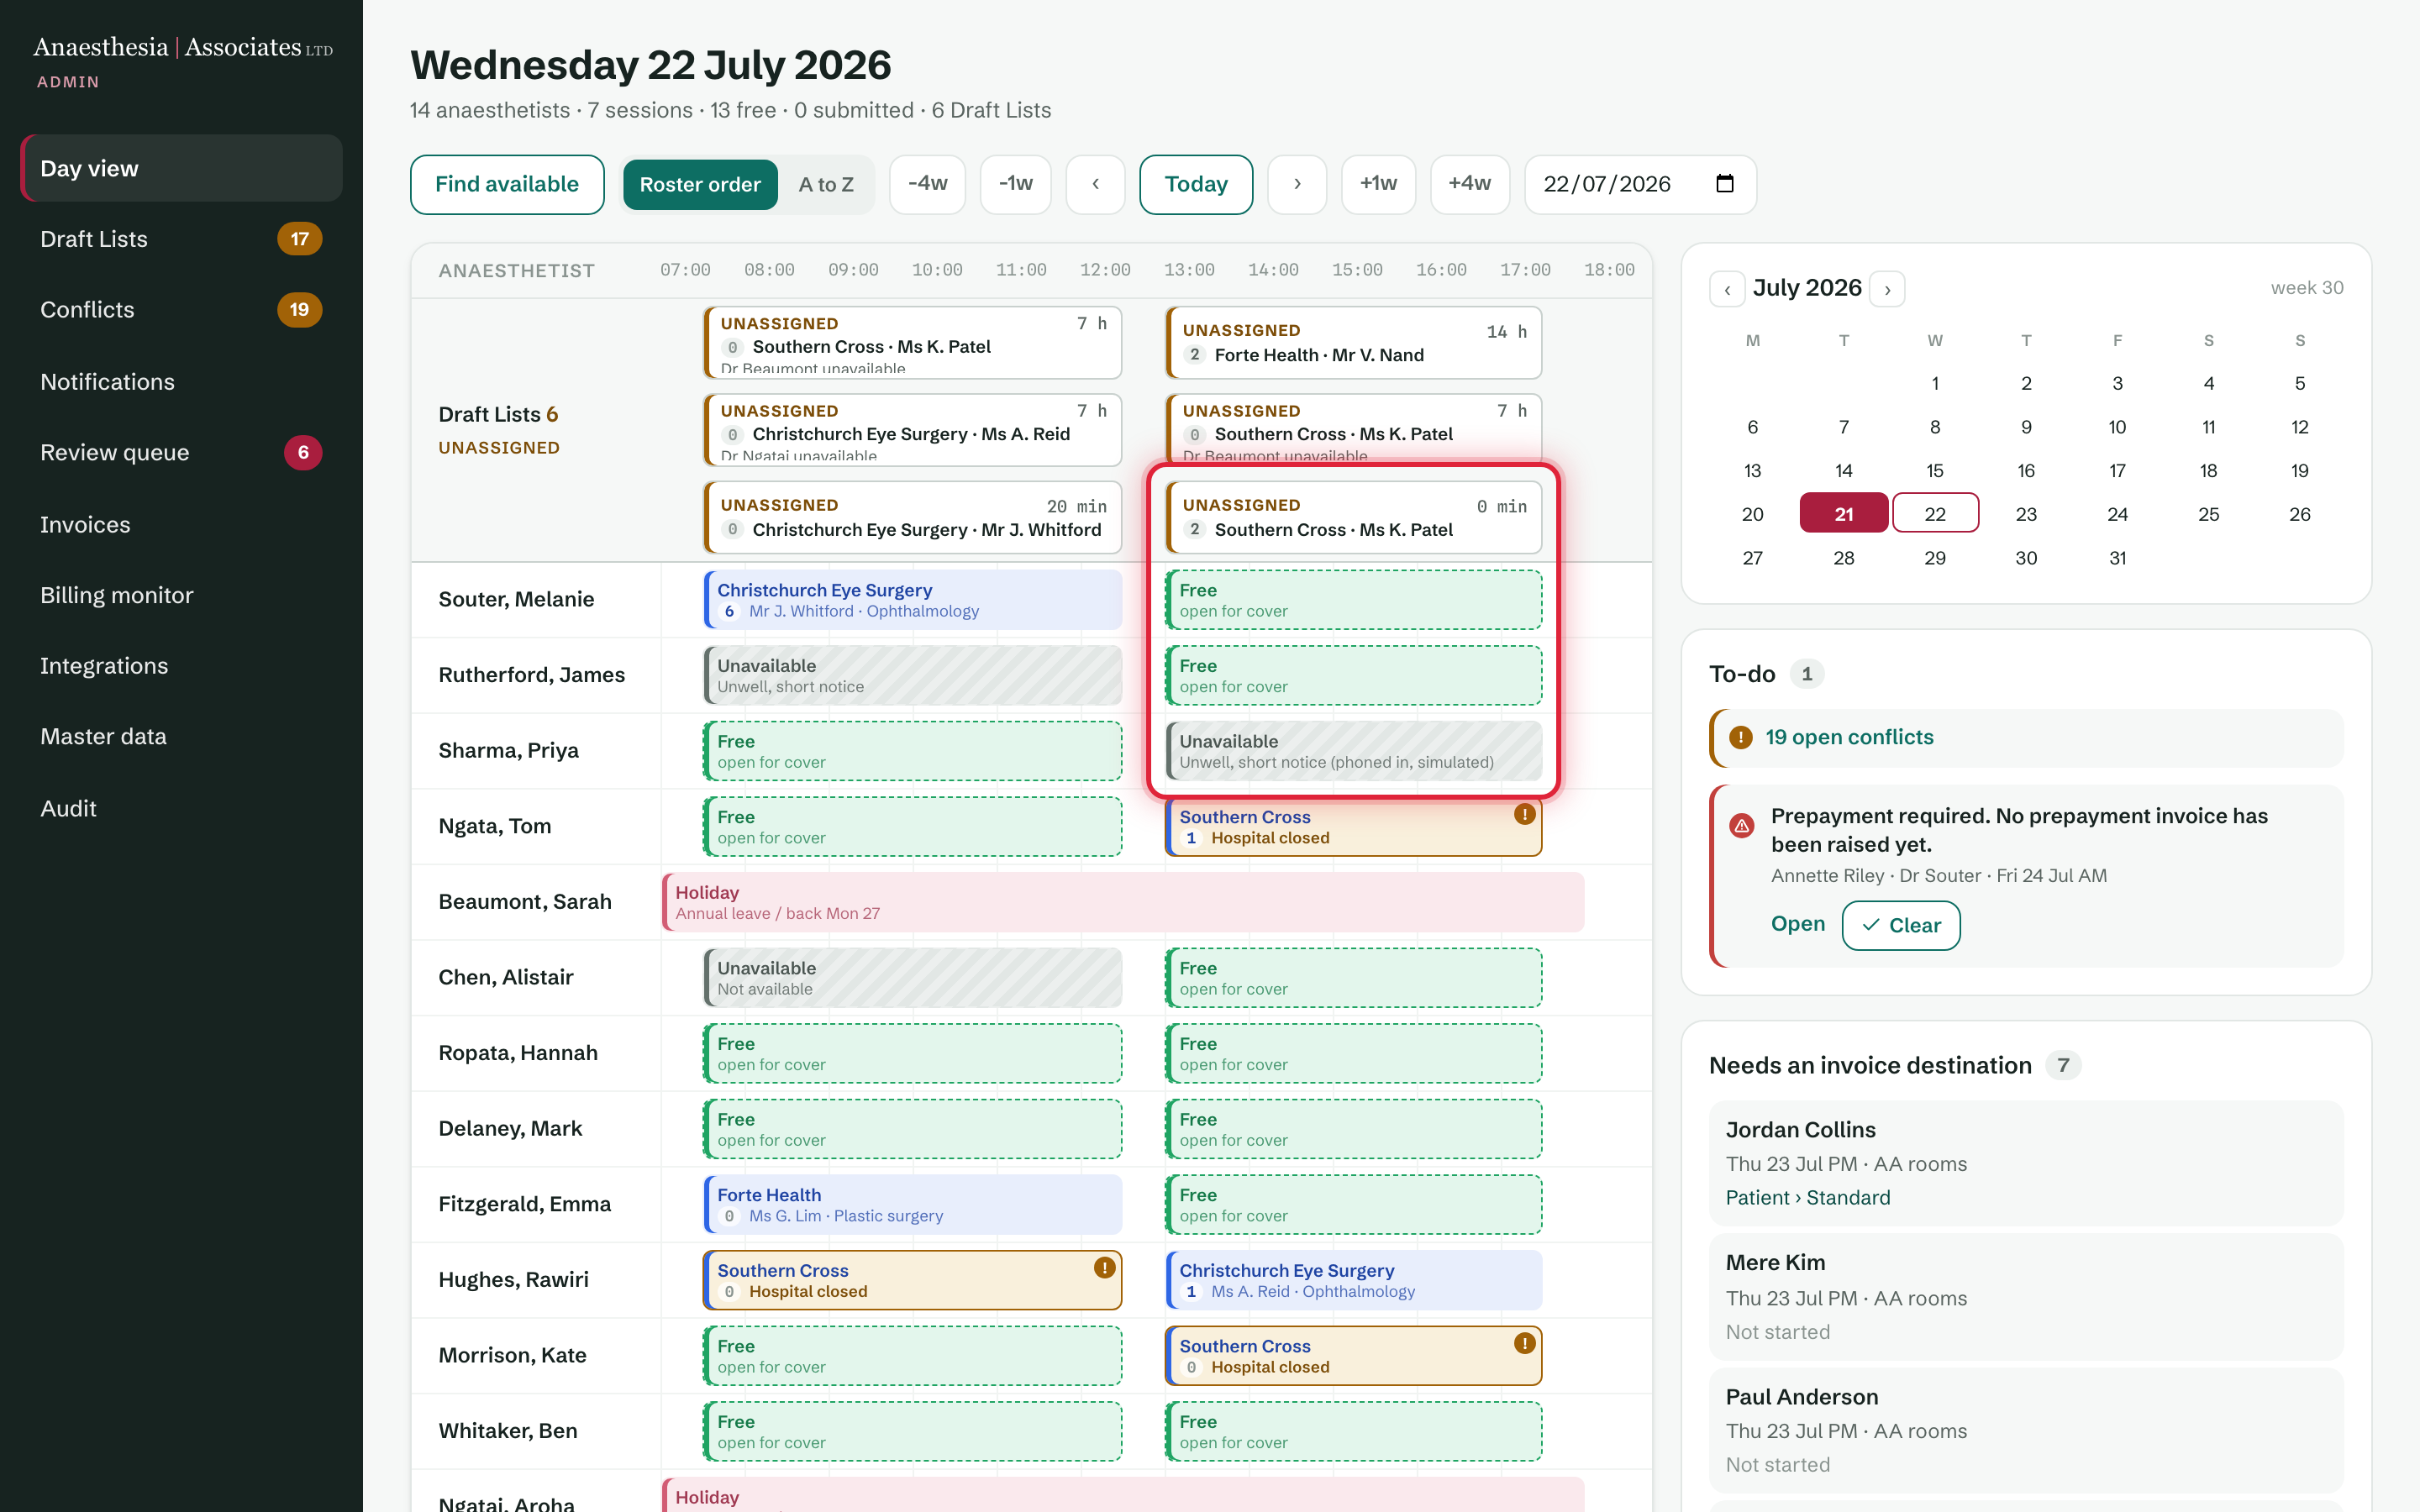 Anaesthesia | Associates LTD
ADMIN
Day view
Draft Lists 17
Conflicts 19
Notifications
Review queue 6
Invoices
Billing monitor
Integrations
Master data
Audit
Wednesday 22 July 2026
14 anaesthetists · 7 sessions · 13 free · 0 submitted · 6 Draft Lists
Find available Roster order A to Z -4w -1w ‹ Today › +1w +4w 22/07/2026
ANAESTHETIST 07:00 08:00 09:00 10:00 11:00 12:00 13:00 14:00 15:00 16:00 17:00 18:00
Draft Lists 6
UNASSIGNED
UNASSIGNED 7 h
0 Southern Cross · Ms K. Patel
Dr Beaumont unavailable
UNASSIGNED 14 h
2 Forte Health · Mr V. Nand
UNASSIGNED 7 h
0 Christchurch Eye Surgery · Ms A. Reid
Dr Ngatai unavailable
UNASSIGNED 7 h
0 Southern Cross · Ms K. Patel
Dr Beaumont unavailable
UNASSIGNED 20 min
0 Christchurch Eye Surgery · Mr J. Whitford
UNASSIGNED 0 min
2 Southern Cross · Ms K. Patel
Souter, Melanie
Christchurch Eye Surgery
6 Mr J. Whitford · Ophthalmology
Free
open for cover
Rutherford, James
Unavailable
Unwell, short notice
Free
open for cover
Sharma, Priya
Free
open for cover
Unavailable
Unwell, short notice (phoned in, simulated)
Ngata, Tom
Free
open for cover
Southern Cross !
1 Hospital closed
Beaumont, Sarah
Holiday
Annual leave / back Mon 27
Chen, Alistair
Unavailable
Not available
Free
open for cover
Ropata, Hannah
Free
open for cover
Free
open for cover
Delaney, Mark
Free
open for cover
Free
open for cover
Fitzgerald, Emma
Forte Health
0 Ms G. Lim · Plastic surgery
Free
open for cover
Hughes, Rawiri
Southern Cross !
0 Hospital closed
Christchurch Eye Surgery
1 Ms A. Reid · Ophthalmology
Morrison, Kate
Free
open for cover
Southern Cross !
0 Hospital closed
Whitaker, Ben
Free
open for cover
Free
open for cover
Ngatai, Aroha
Holiday
‹ July 2026 › week 30
M T W T F S S
1 2 3 4 5
6 7 8 9 10 11 12
13 14 15 16 17 18 19
20 21 22 23 24 25 26
27 28 29 30 31
To-do 1
! 19 open conflicts
Prepayment required. No prepayment invoice has
been raised yet.
Annette Riley · Dr Souter · Fri 24 Jul AM
Open ✓ Clear
Needs an invoice destination 7
Jordan Collins
Thu 23 Jul PM · AA rooms
Patient › Standard
Mere Kim
Thu 23 Jul PM · AA rooms
Not started
Paul Anderson
Thu 23 Jul PM · AA rooms
Not started